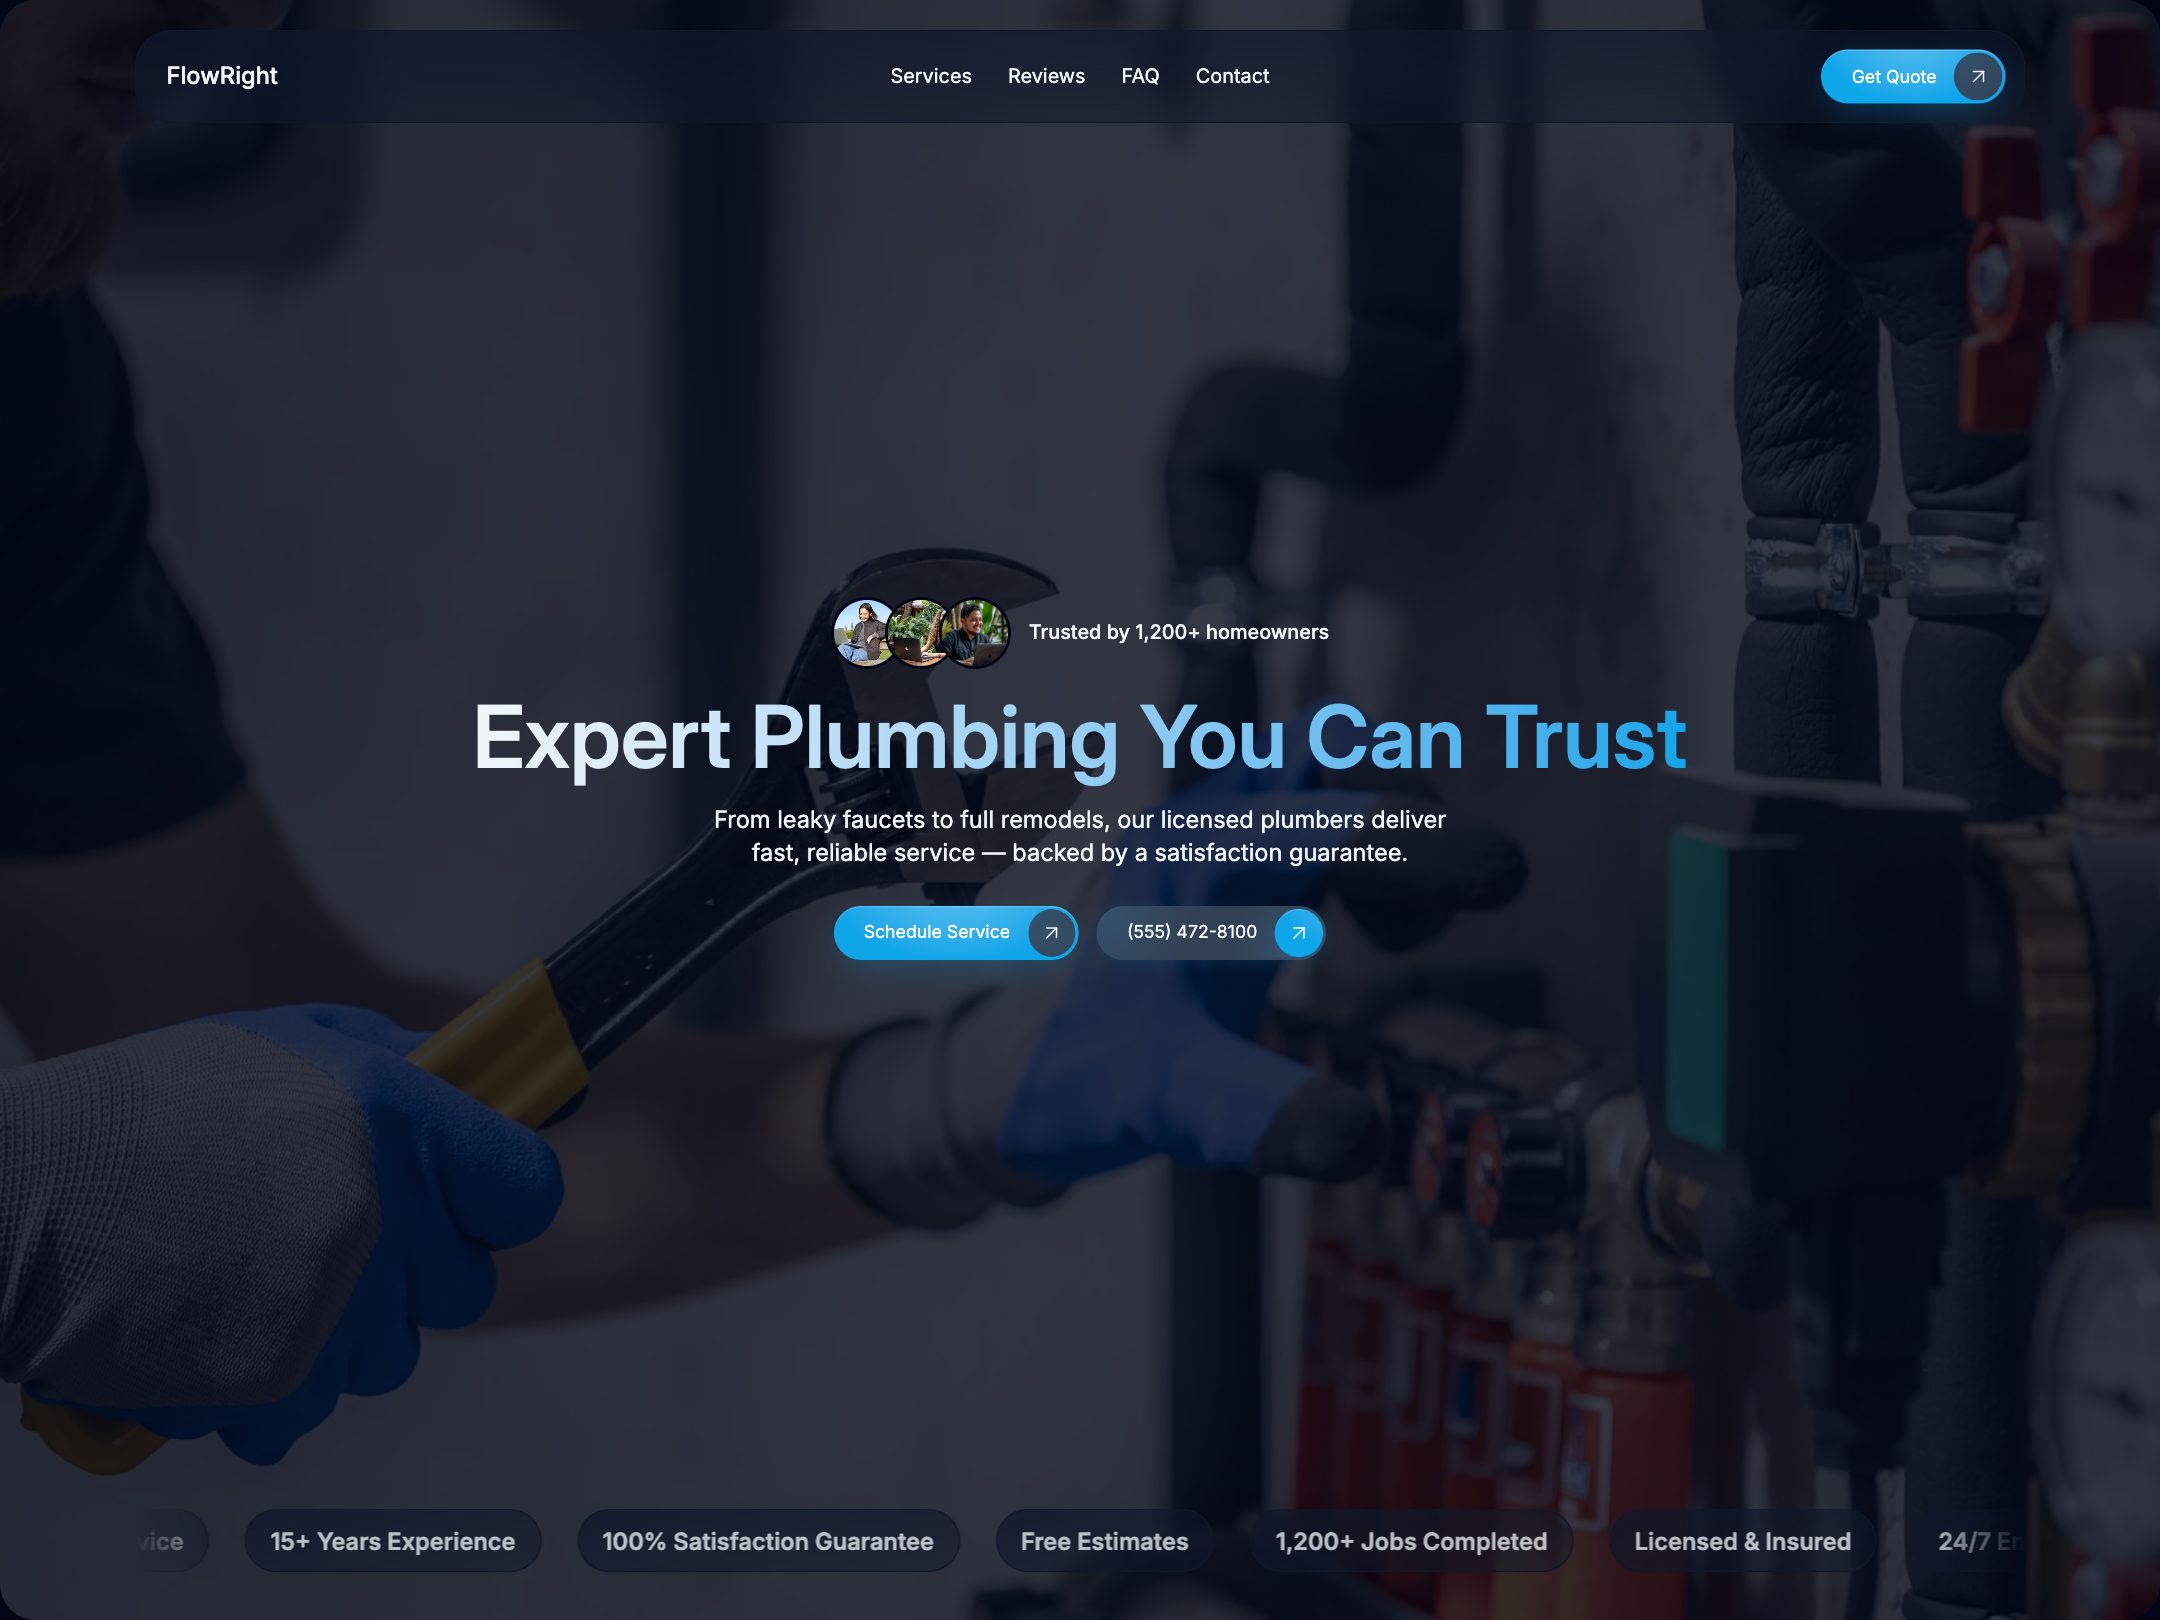 FlowRight
Services
Reviews
FAQ
Contact
Get Quote
Trusted by 1,200+ homeowners
Expert Plumbing You Can Trust
From leaky faucets to full remodels, our licensed plumbers deliver
fast, reliable service — backed by a satisfaction guarantee.
Schedule Service
(555) 472-8100
15+ Years Experience
100% Satisfaction Guarantee
Free Estimates
1,200+ Jobs Completed
Licensed & Insured
24/7